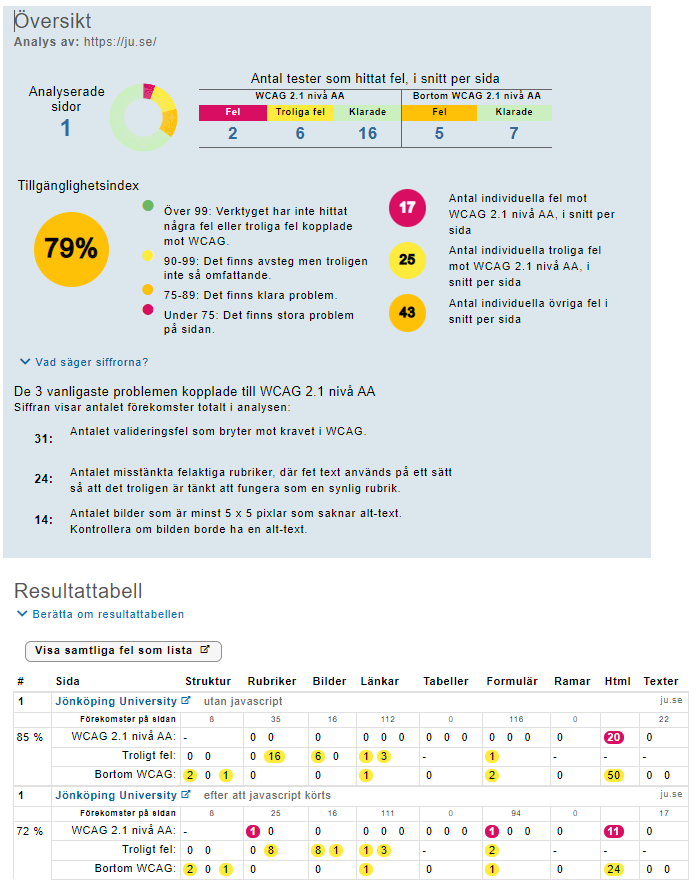 Översikt
Analys av: https://ju.se/
Antal tester som hittat fel, i snitt per sida
Analyserade sidor
1
WCAG 2.1 nivå AA Bortom WCAG 2.1 nivå AA
Fel Troliga fel Klarade Fel Klarade
2 6 16 5 7
Tillgänglighetsindex
79%
Över 99: Verktyget har inte hittat
några fel eller troliga fel kopplade
mot WCAG.
90-99: Det finns avsteg men troligen
inte så omfattande.
75-89: Det finns klara problem.
Under 75: Det finns stora problem
på sidan.
17 Antal individuella fel mot
WCAG 2.1 nivå AA, i snitt per
sida
25 Antal individuella troliga fel
mot WCAG 2.1 nivå AA, i
snitt per sida
43 Antal individuella övriga fel i
snitt per sida
Vad säger siffrorna?
De 3 vanligaste problemen kopplade till WCAG 2.1 nivå AA
Siffran visar antalet förekomster totalt i analysen:
31: Antalet valideringsfel som bryter mot kravet i WCAG.
24: Antalet misstänkta felaktiga rubriker, där fet text används på ett sätt
så att det troligen är tänkt att fungera som en synlig rubrik.
14: Antalet bilder som är minst 5 x 5 pixlar som saknar alt-text.
Kontrollera om bilden borde ha en alt-text.
Resultattabell
Berätta om resultattabellen
Visa samtliga fel som lista
# Sida Struktur Rubriker Bilder Länkar Tabeller Formulär Ramar Html Texter
1 Jönköping University utan javascript ju.se
Förekomster på sidan 8 35 16 112 0 116 0 22
85 % WCAG 2.1 nivå AA: - 0 0 0 0 0 0 0 0 0 0 0 0 0 20 0
Troligt fel: 0 0 0 16 6 0 1 3 - 1 - - -
Bortom WCAG: 2 0 1 0 0 1 0 2 0 50 0 0
1 Jönköping University efter att javascript körts ju.se
Förekomster på sidan 8 25 16 111 0 94 0 17
72 % WCAG 2.1 nivå AA: - 1 0 0 0 0 0 0 0 0 1 0 0 0 11 0
Troligt fel: 0 0 0 8 8 1 1 3 - 2 - - -
Bortom WCAG: 2 0 1 0 0 1 0 1 0 24 0 0